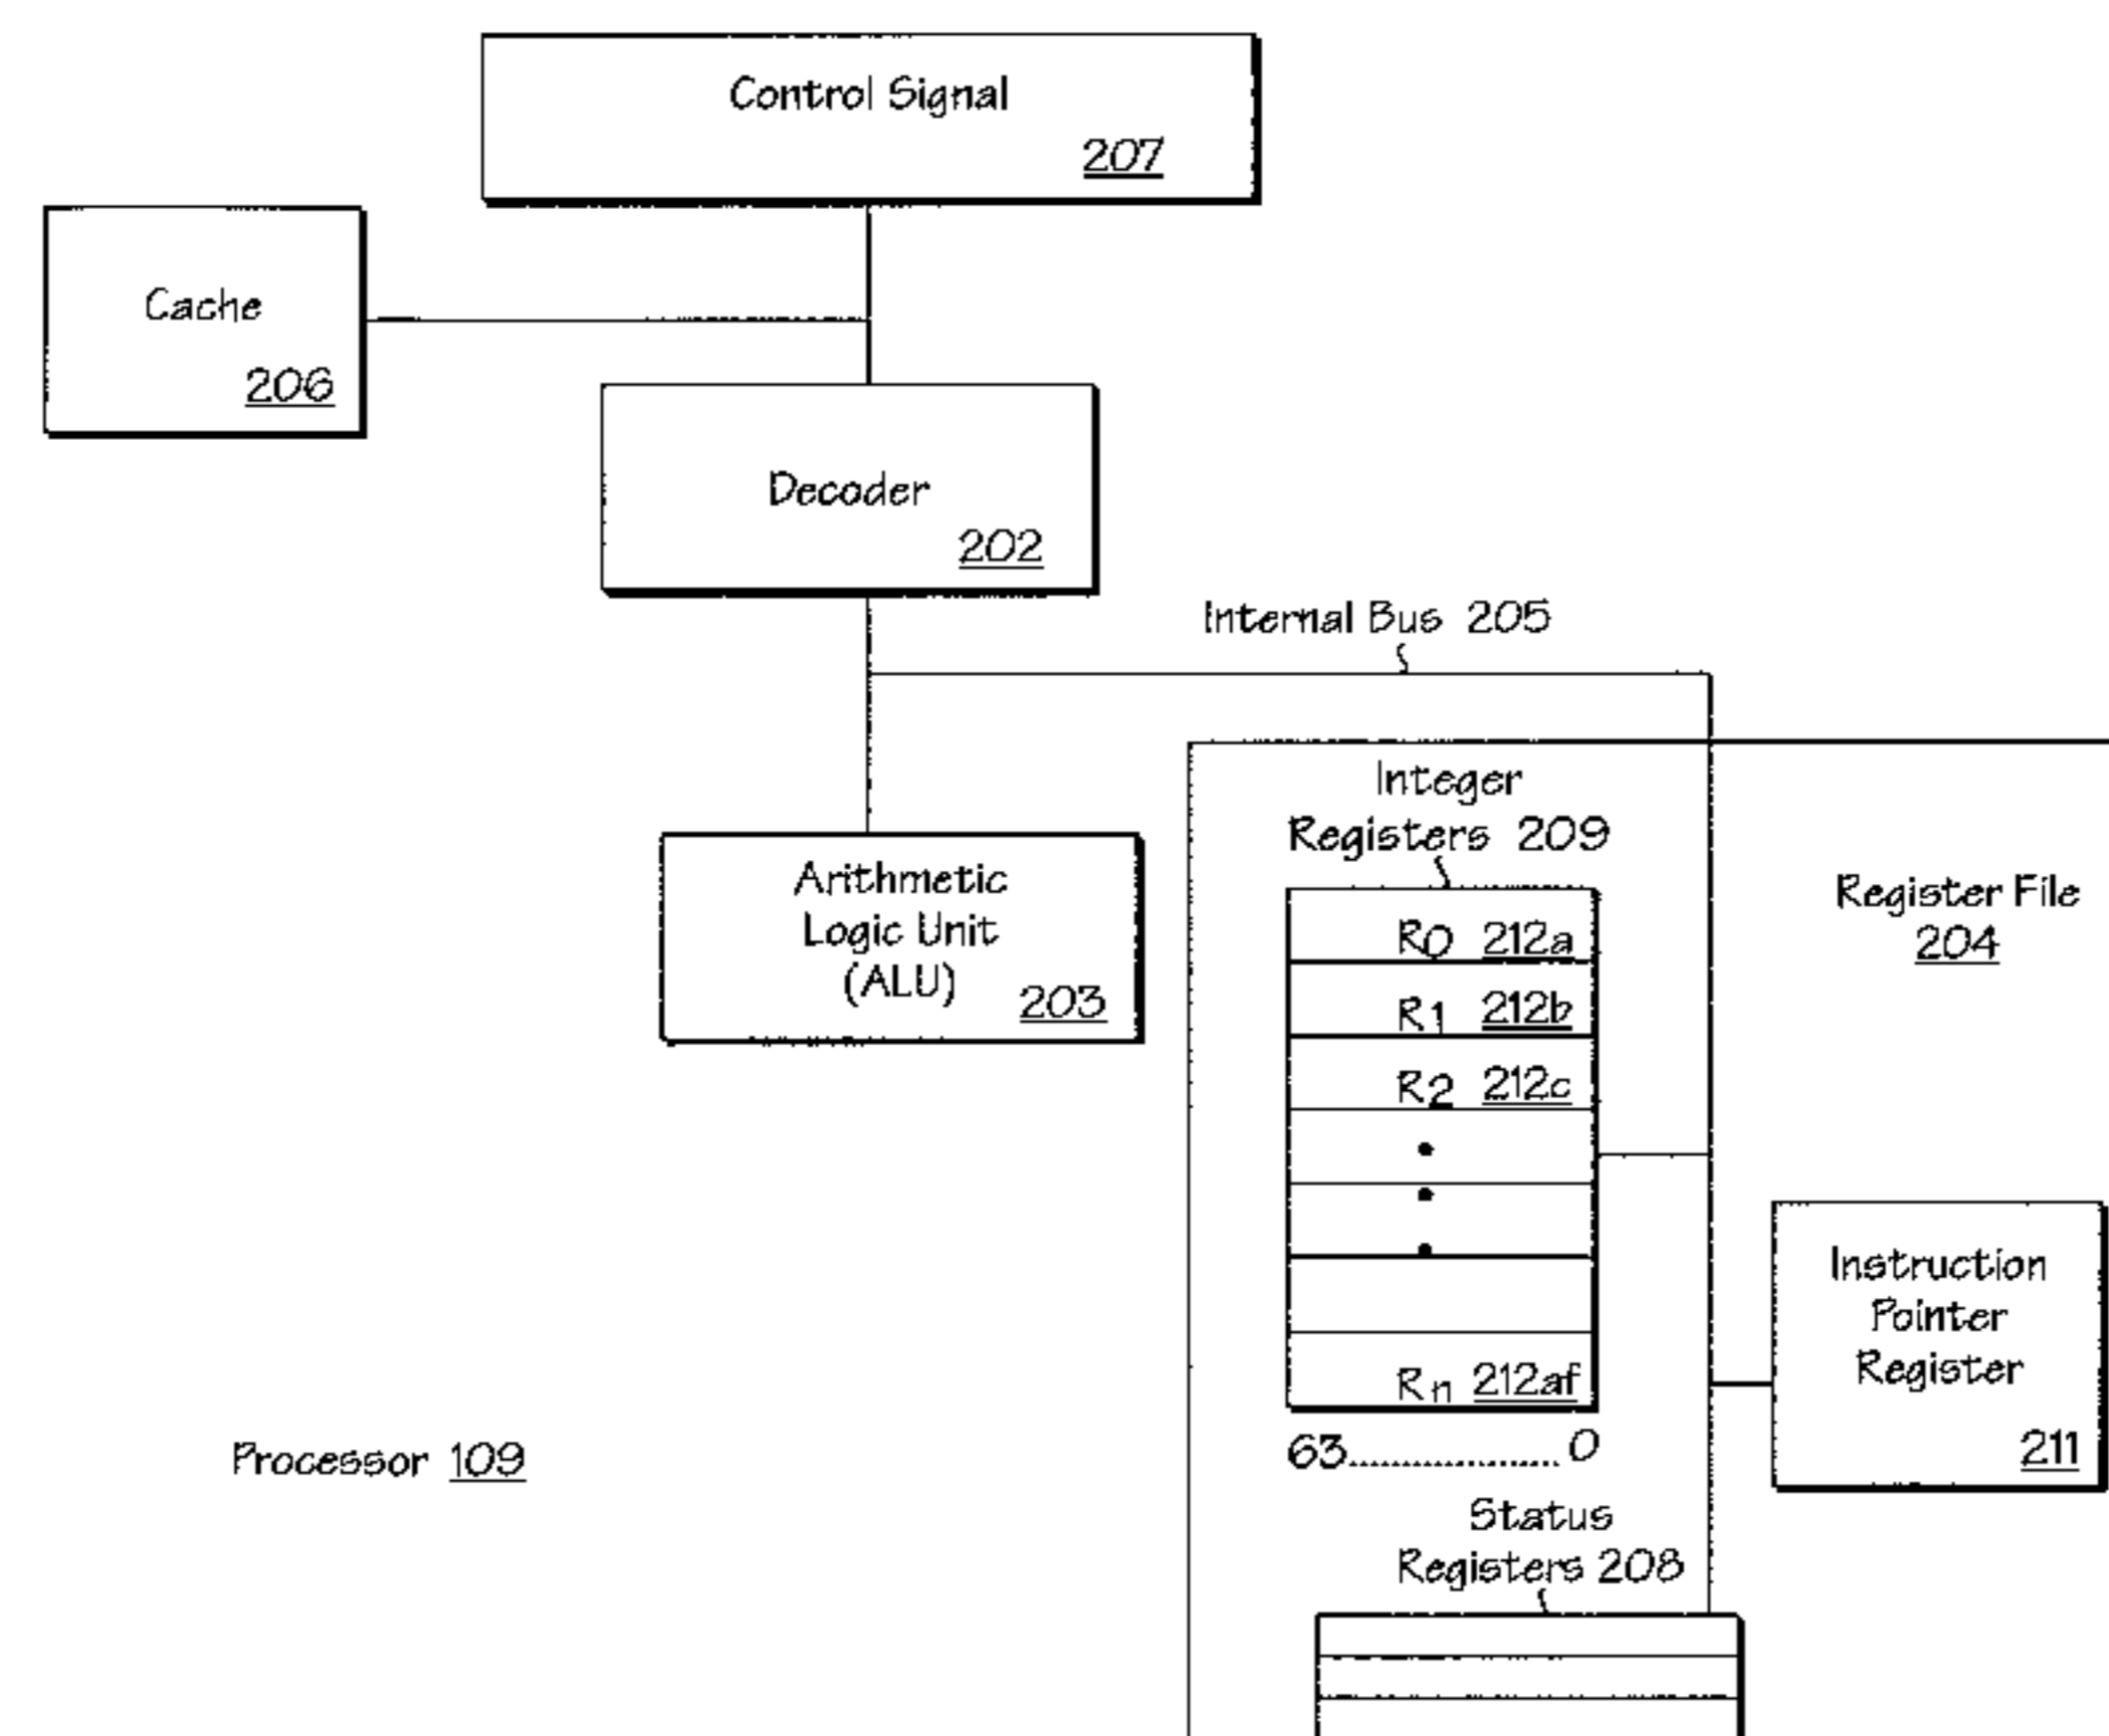 Control Signal
207
Cache
206
Decoder
202
Internal Bus 205
Integer
Registers 209
Arithmetic
Logic Unit
(ALU) 203
Register File
204
R0 212a
R1 212b
R2 212c
Rn 212af
63...................0
Instruction
Pointer
Register
211
Processor 109
Status
Registers 208